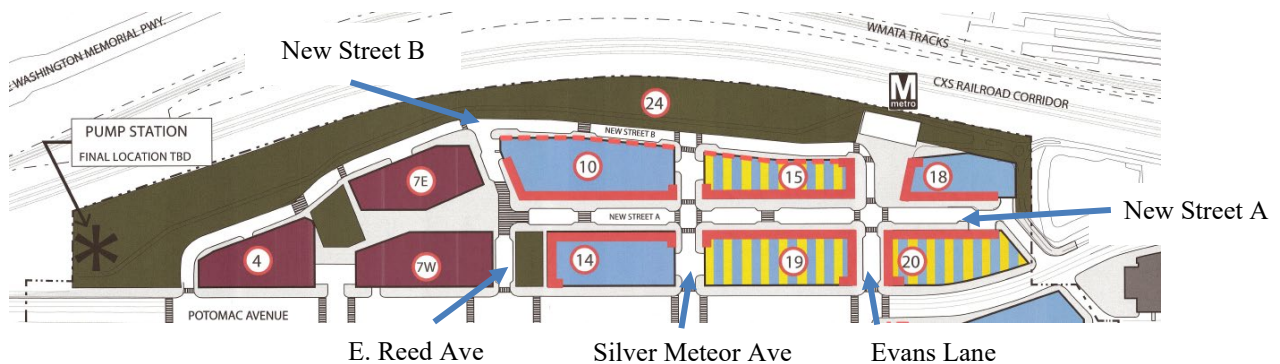 WASHINGTON MEMORIAL PWY.
New Street B
WMATA TRACKS
M
metro
CXS RAILROAD CORRIDOR
24
PUMP STATION
FINAL LOCATION TBD
NEW STREET B
10
7E
15
18
New Street A
NEW STREET A
4
7W
14
19
20
POTOMAC AVENUE
E. Reed Ave
Silver Meteor Ave
Evans Lane